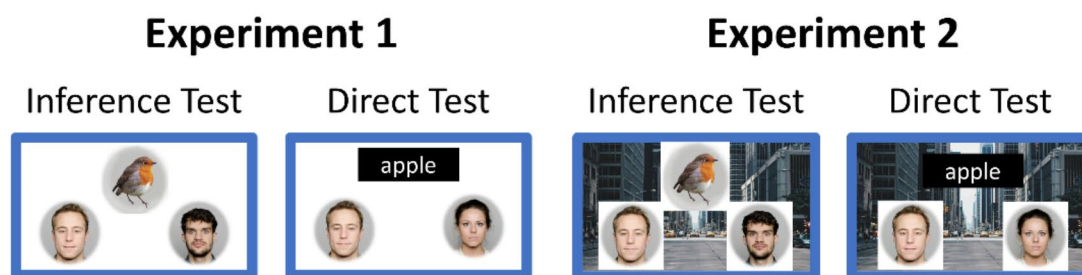 Experiment 1
Experiment 2
Inference Test
Direct Test
Inference Test
Direct Test
apple
apple